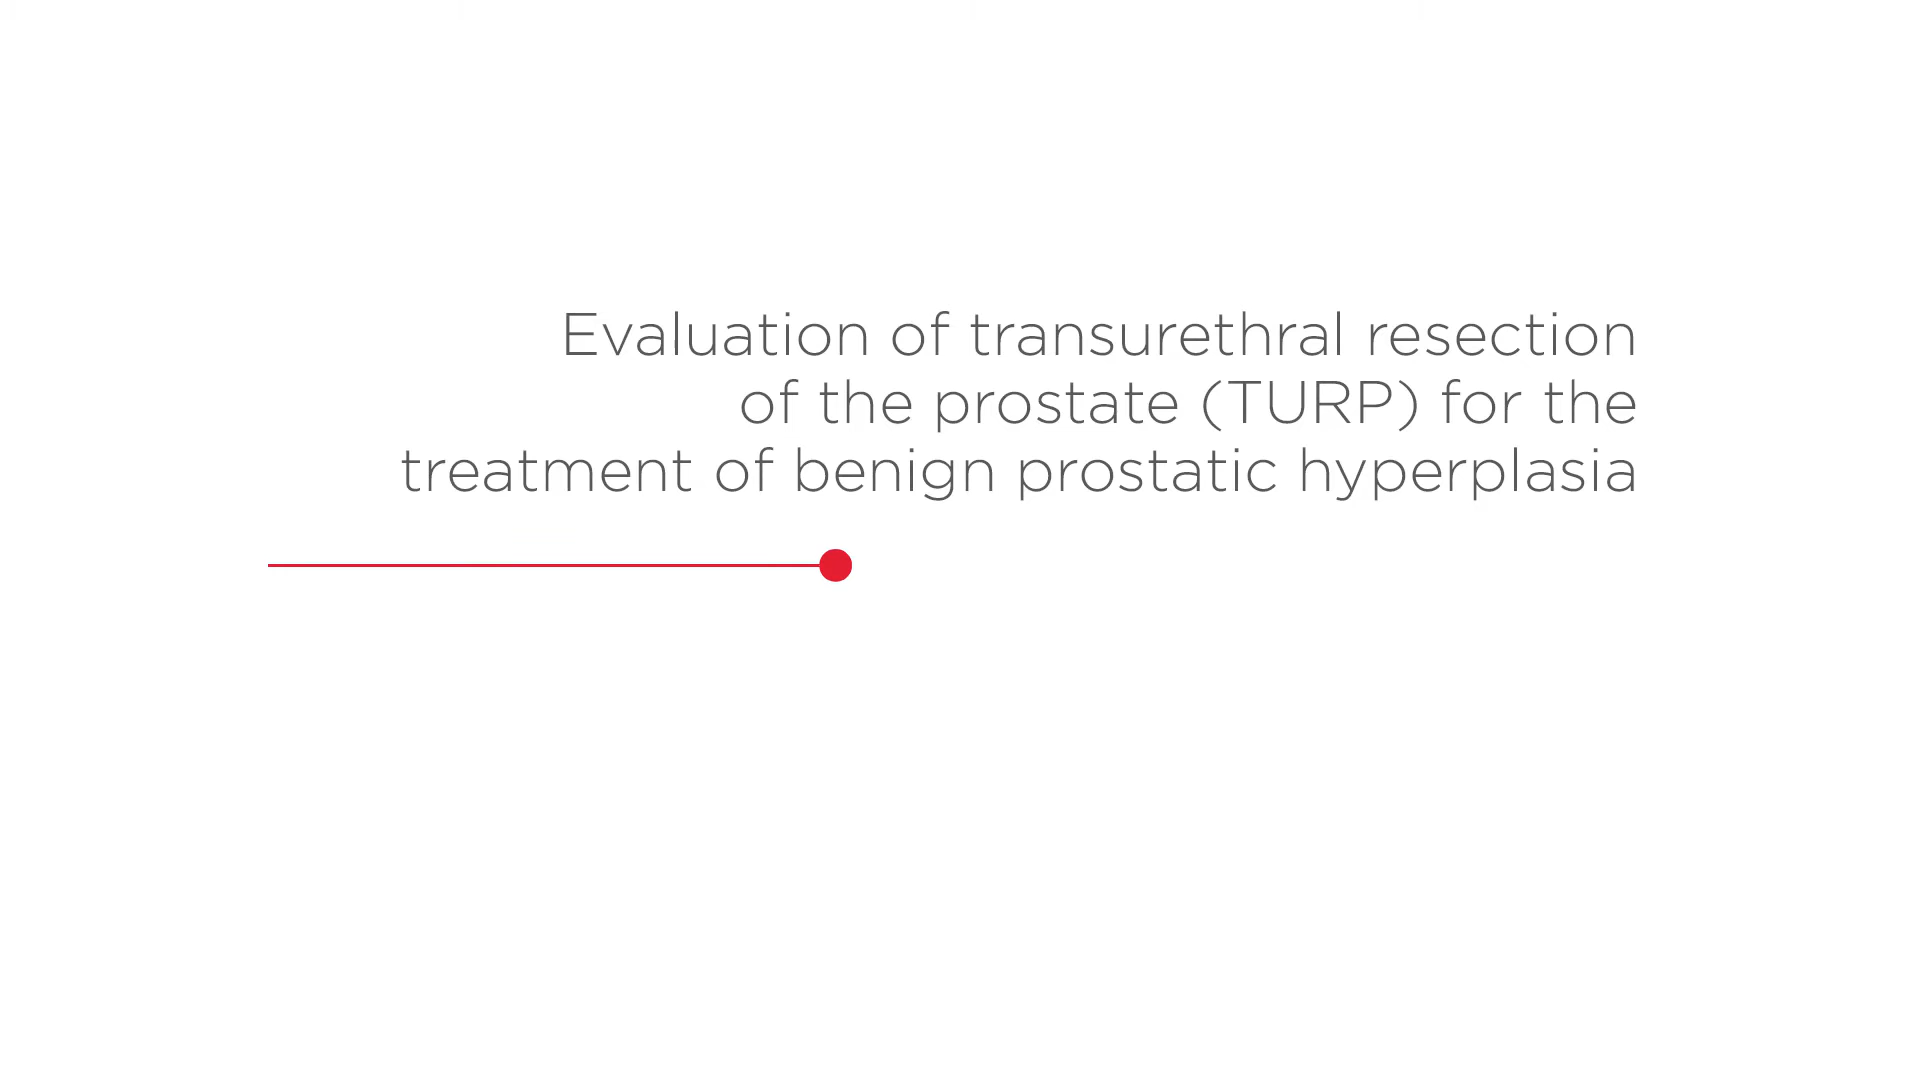 Evaluation of transurethral resection
of the prostate (TURP) for the
treatment of benign prostatic hyperplasia